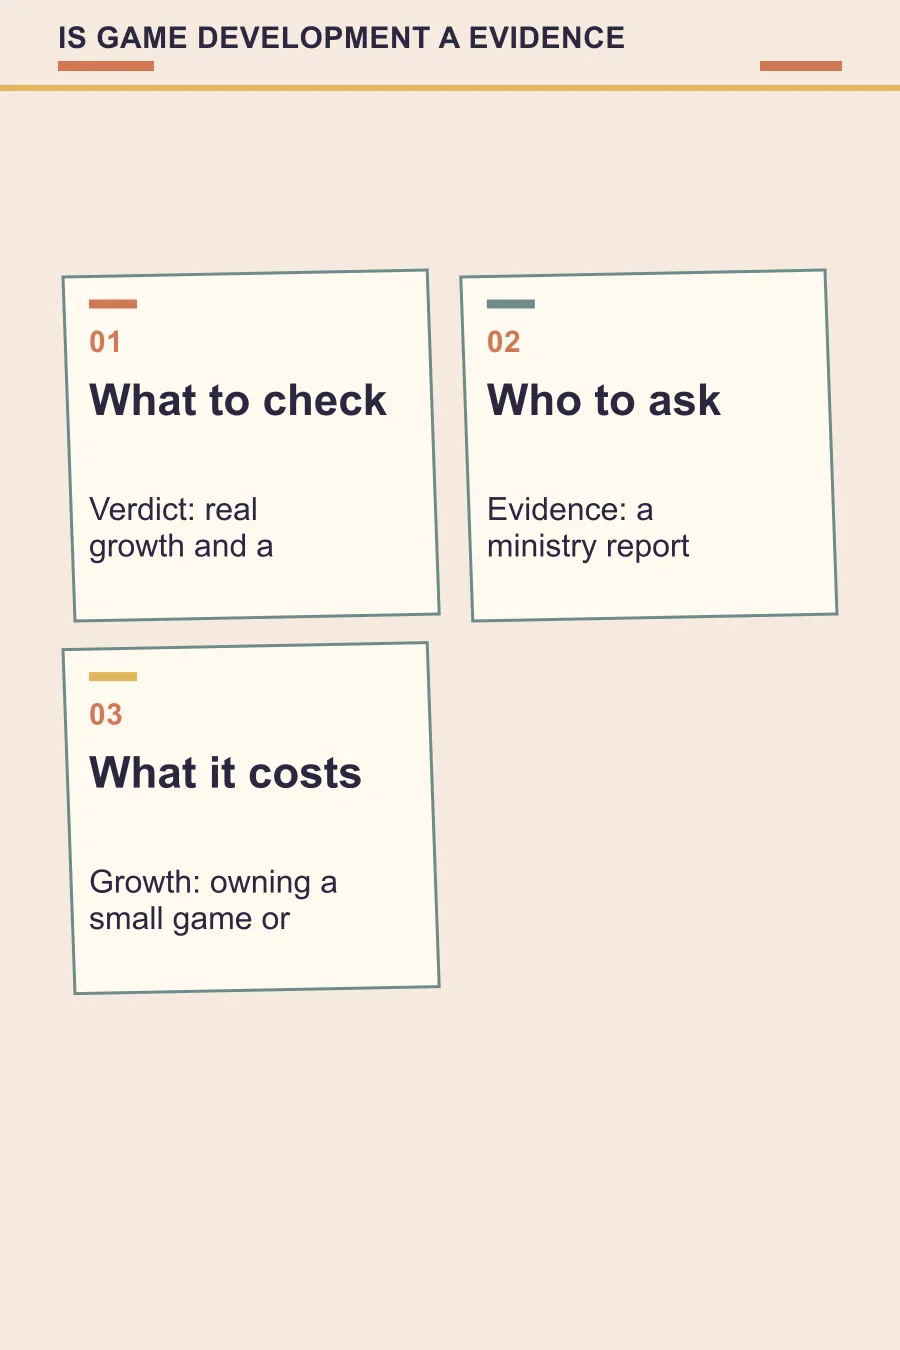 IS GAME DEVELOPMENT A EVIDENCE
01
What to check
Verdict: real
growth and a
02
Who to ask
Evidence: a
ministry report
03
What it costs
Growth: owning a
small game or